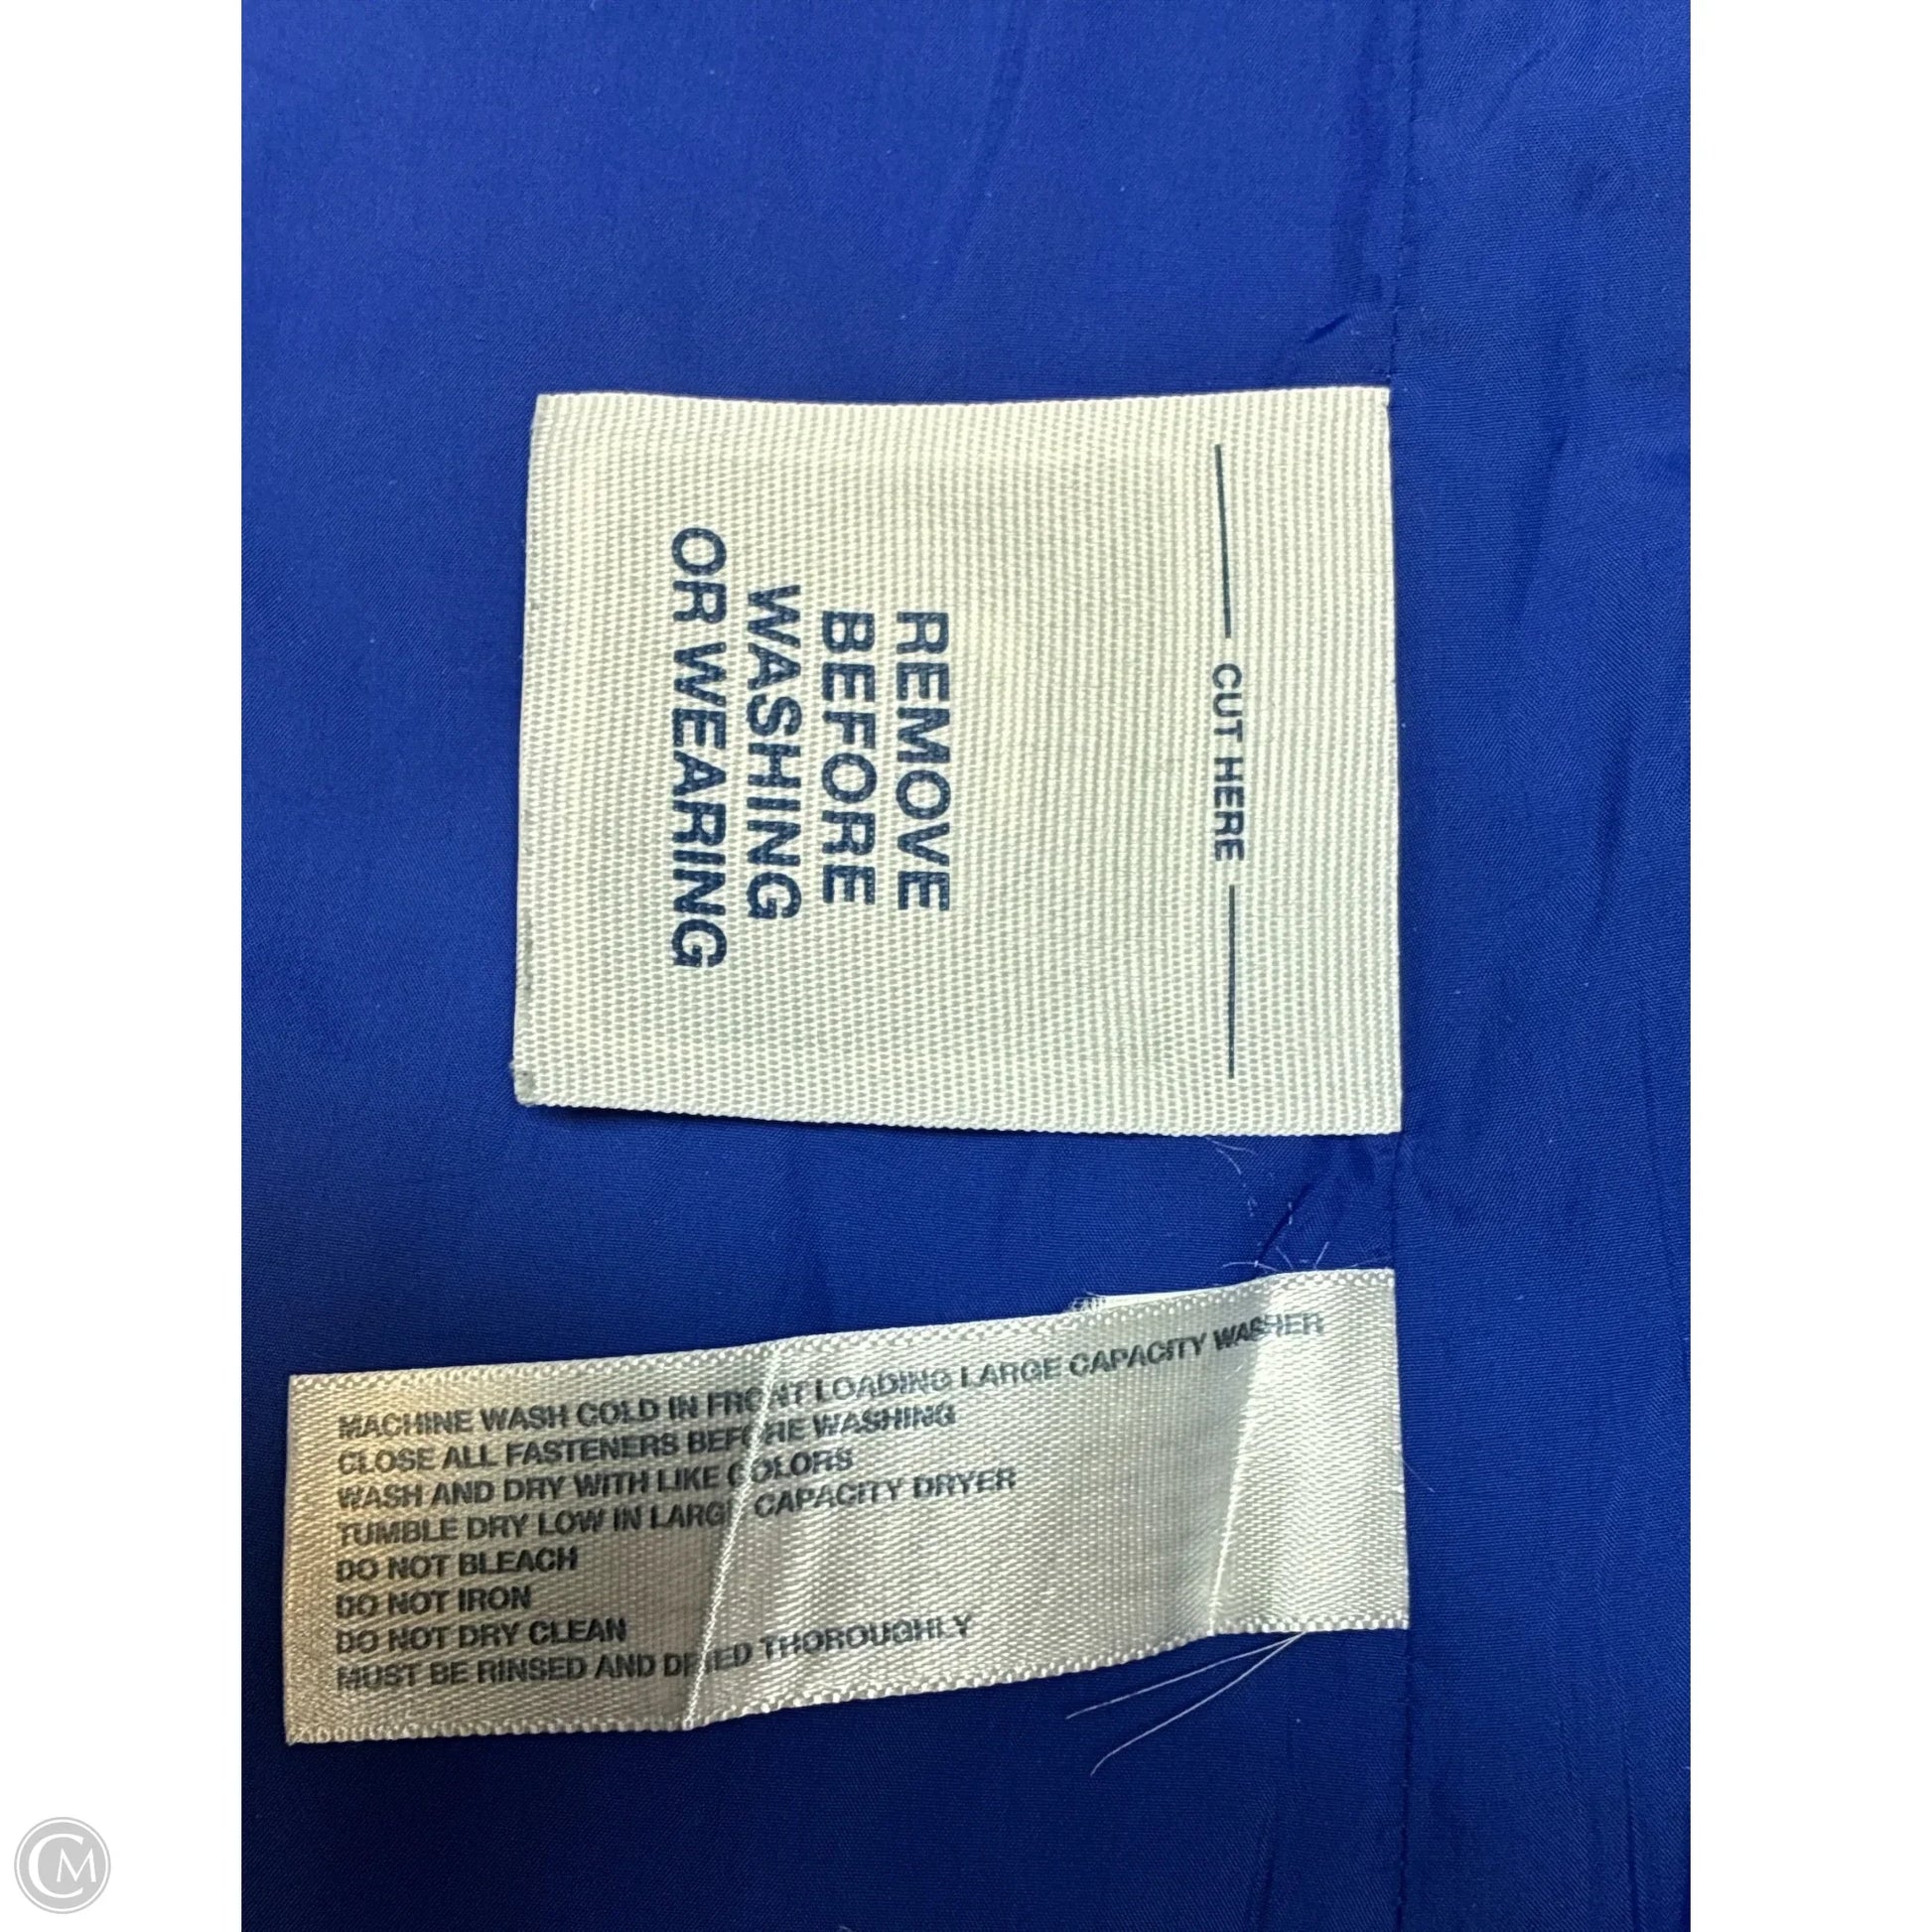 CUT HERE
REMOVE
BEFORE
WASHING
OR WEARING
MACHINE WASH COLD IN FRONT LOADING LARGE CAPACITY WASHER
CLOSE ALL FASTENERS BEFORE WASHING
WASH AND DRY WITH LIKE COLORS
TUMBLE DRY LOW IN LARGE CAPACITY DRYER
DO NOT BLEACH
DO NOT IRON
DO NOT DRY CLEAN
MUST BE RINSED AND DRIED THOROUGHLY
CM